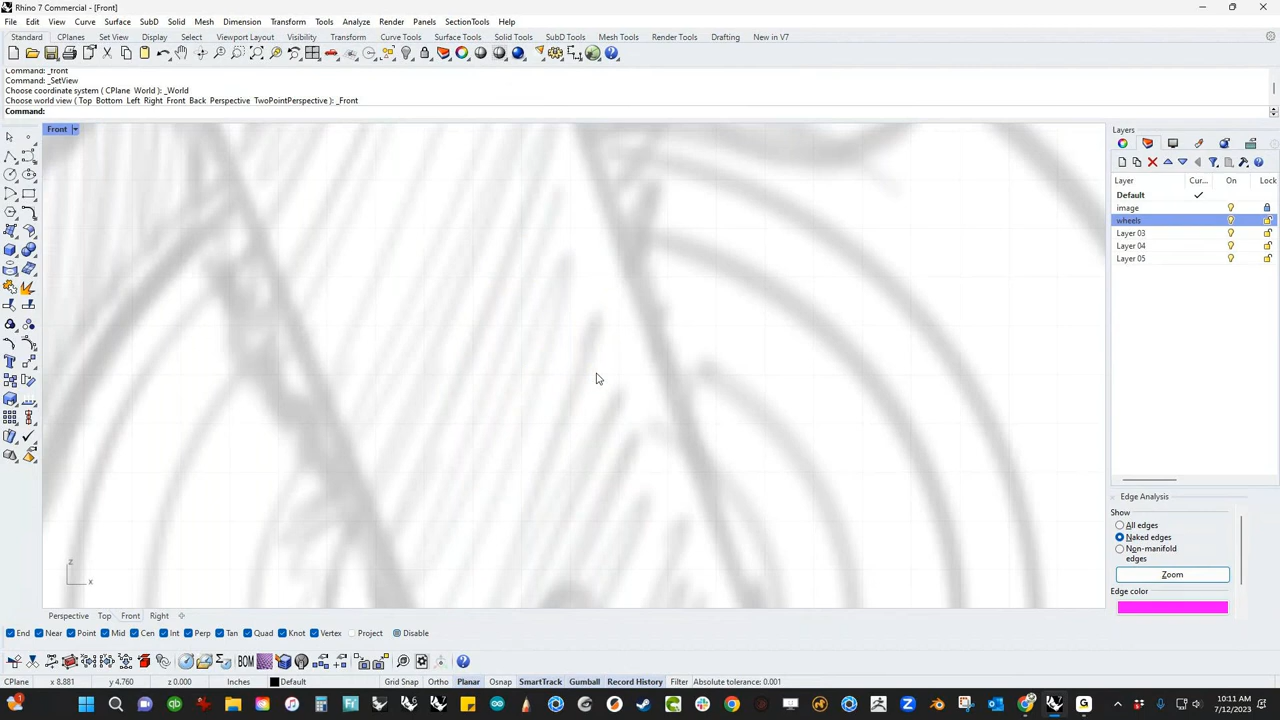 Rhino 7 Commercial - [Front]
File Edit View Curve Surface SubD Solid Mesh Dimension Transform Tools Analyze Render Panels SectionTools Help
Standard CPlanes Set View Display Select Viewport Layout Visibility Transform Curve Tools Surface Tools Solid Tools SubD Tools Mesh Tools Render Tools Drafting New in V7
Command: _front
Command: _SetView
Choose coordinate system ( CPlane World ): _World
Choose world view ( Top Bottom Left Right Front Back Perspective TwoPointPerspective ): _Front
Command:
Front
Layers
Layer Cur... On Lock
Default
image
wheels
Layer 03
Layer 04
Layer 05
Edge Analysis
Show
All edges
Naked edges
Non-manifold
edges
Zoom
Edge color
z
x
Perspective Top Front Right
End Near Point Mid Cen Int Perp Tan Quad Knot Vertex Project Disable
BOM
CPlane x 8.881 y 4.760 z 0.000 Inches Default Grid Snap Ortho Planar Osnap SmartTrack Gumball Record History Filter Absolute tolerance: 0.001
10:11 AM
7/12/2023